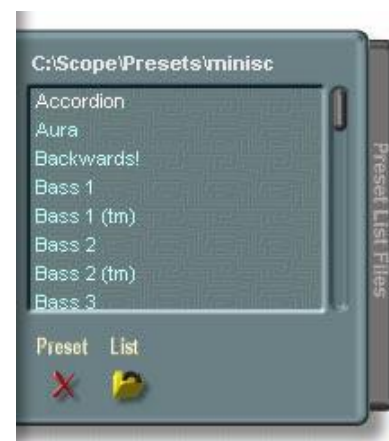 C:\Scope\Presets\minisc
Accordion
Aura
Backwards!
Bass 1
Bass 1 (tm)
Bass 2
Bass 2 (tm)
Bass 3
Preset List
Preset List Files